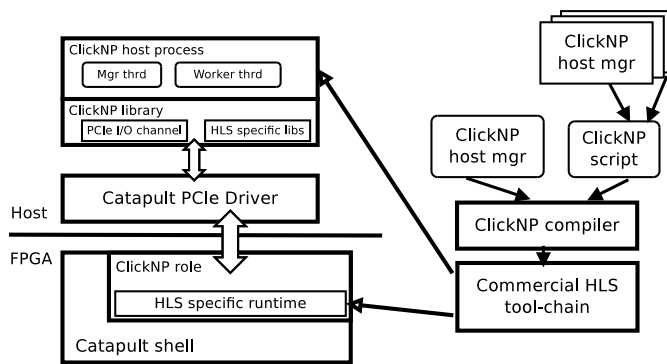 ClickNP host process
Mgr thrd
Worker thrd
ClickNP library
PCIe I/O channel
HLS specific libs
Catapult PCIe Driver
Host
FPGA
ClickNP role
HLS specific runtime
Catapult shell
ClickNP
host mgr
ClickNP
host mgr
ClickNP
script
ClickNP compiler
Commercial HLS
tool-chain